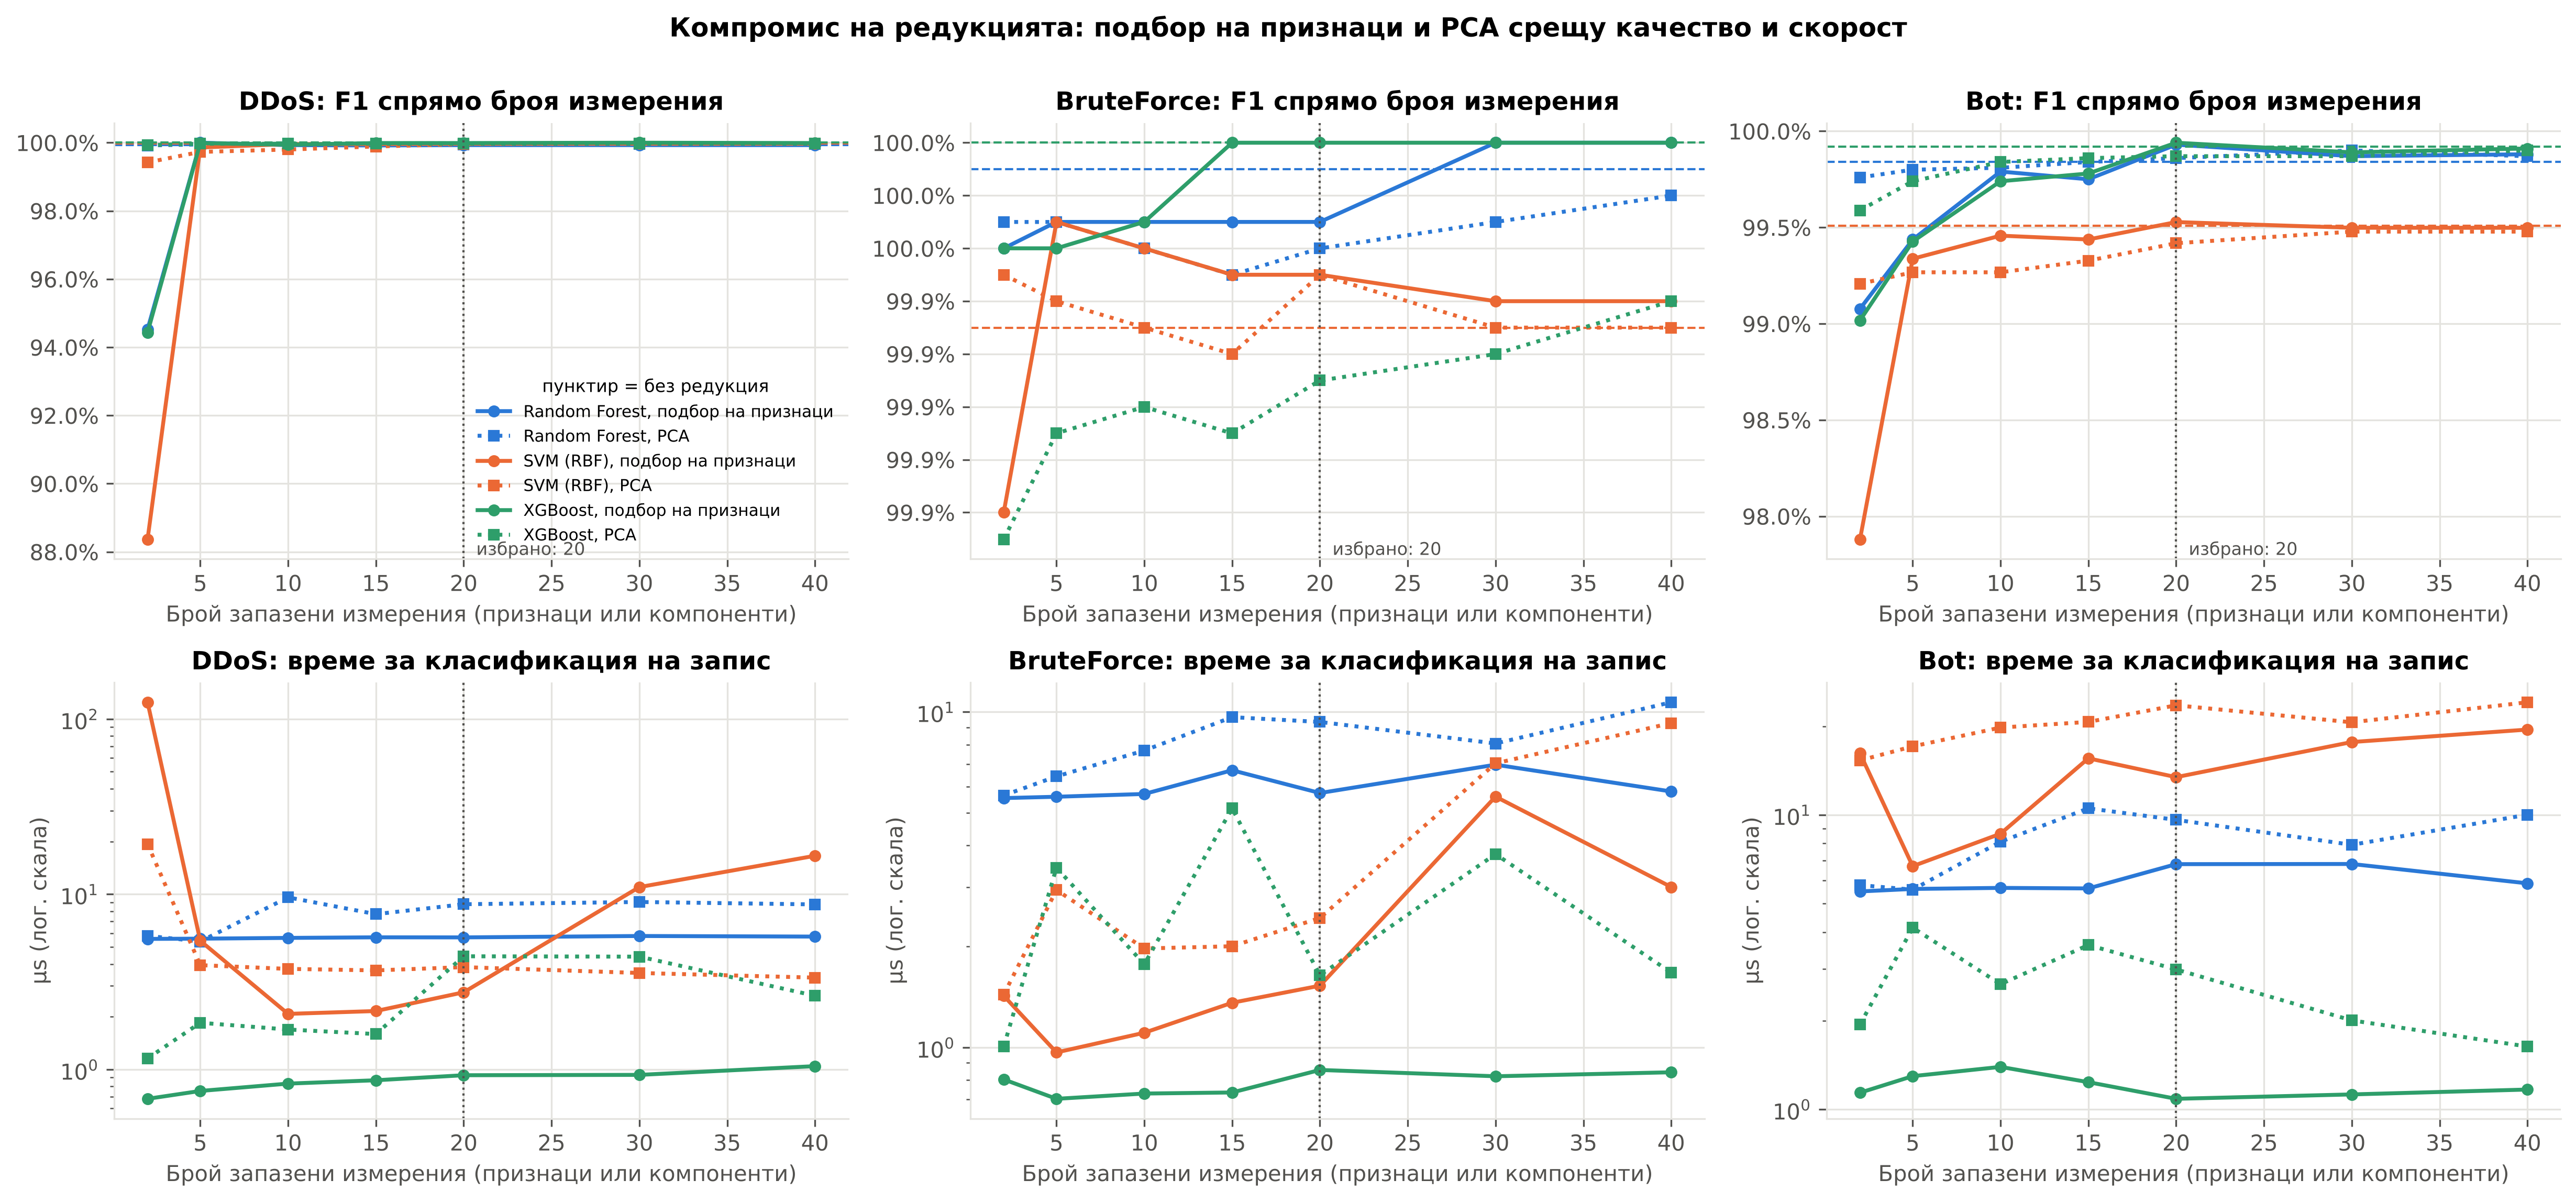 Компромис на редукцията: подбор на признаци и PCA срещу качество и скорост
DDoS: F1 спрямо броя измерения
100.0%
98.0%
96.0%
94.0%
92.0%
90.0%
88.0%
пунктир = без редукция
Random Forest, подбор на признаци
Random Forest, PCA
SVM (RBF), подбор на признаци
SVM (RBF), PCA
XGBoost, подбор на признаци
XGBoost, PCA
избрано: 20
5 10 15 20 25 30 35 40
Брой запазени измерения (признаци или компоненти)
BruteForce: F1 спрямо броя измерения
100.0%
100.0%
100.0%
99.9%
99.9%
99.9%
99.9%
99.9%
избрано: 20
5 10 15 20 25 30 35 40
Брой запазени измерения (признаци или компоненти)
Bot: F1 спрямо броя измерения
100.0%
99.5%
99.0%
98.5%
98.0%
избрано: 20
5 10 15 20 25 30 35 40
Брой запазени измерения (признаци или компоненти)
DDoS: време за класификация на запис
µs (лог. скала)
10²
10¹
10⁰
5 10 15 20 25 30 35 40
Брой запазени измерения (признаци или компоненти)
BruteForce: време за класификация на запис
µs (лог. скала)
10¹
10⁰
5 10 15 20 25 30 35 40
Брой запазени измерения (признаци или компоненти)
Bot: време за класификация на запис
µs (лог. скала)
10¹
10⁰
5 10 15 20 25 30 35 40
Брой запазени измерения (признаци или компоненти)